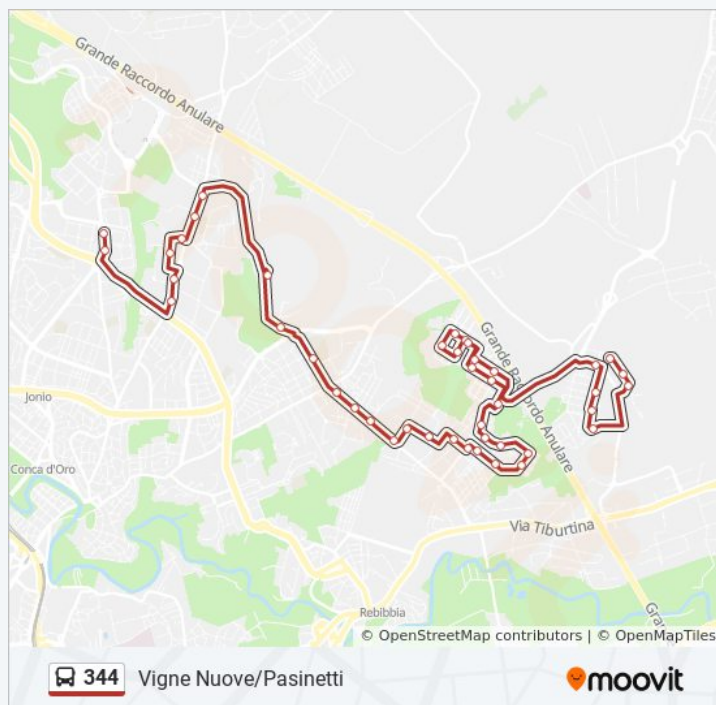 Grande Raccordo Anulare
Grande Raccordo Anulare
Jonio
Conca d'Oro
Via Tiburtina
Rebibbia
Gra
© OpenStreetMap contributors | © OpenMapTiles
344 Vigne Nuove/Pasinetti
moovit